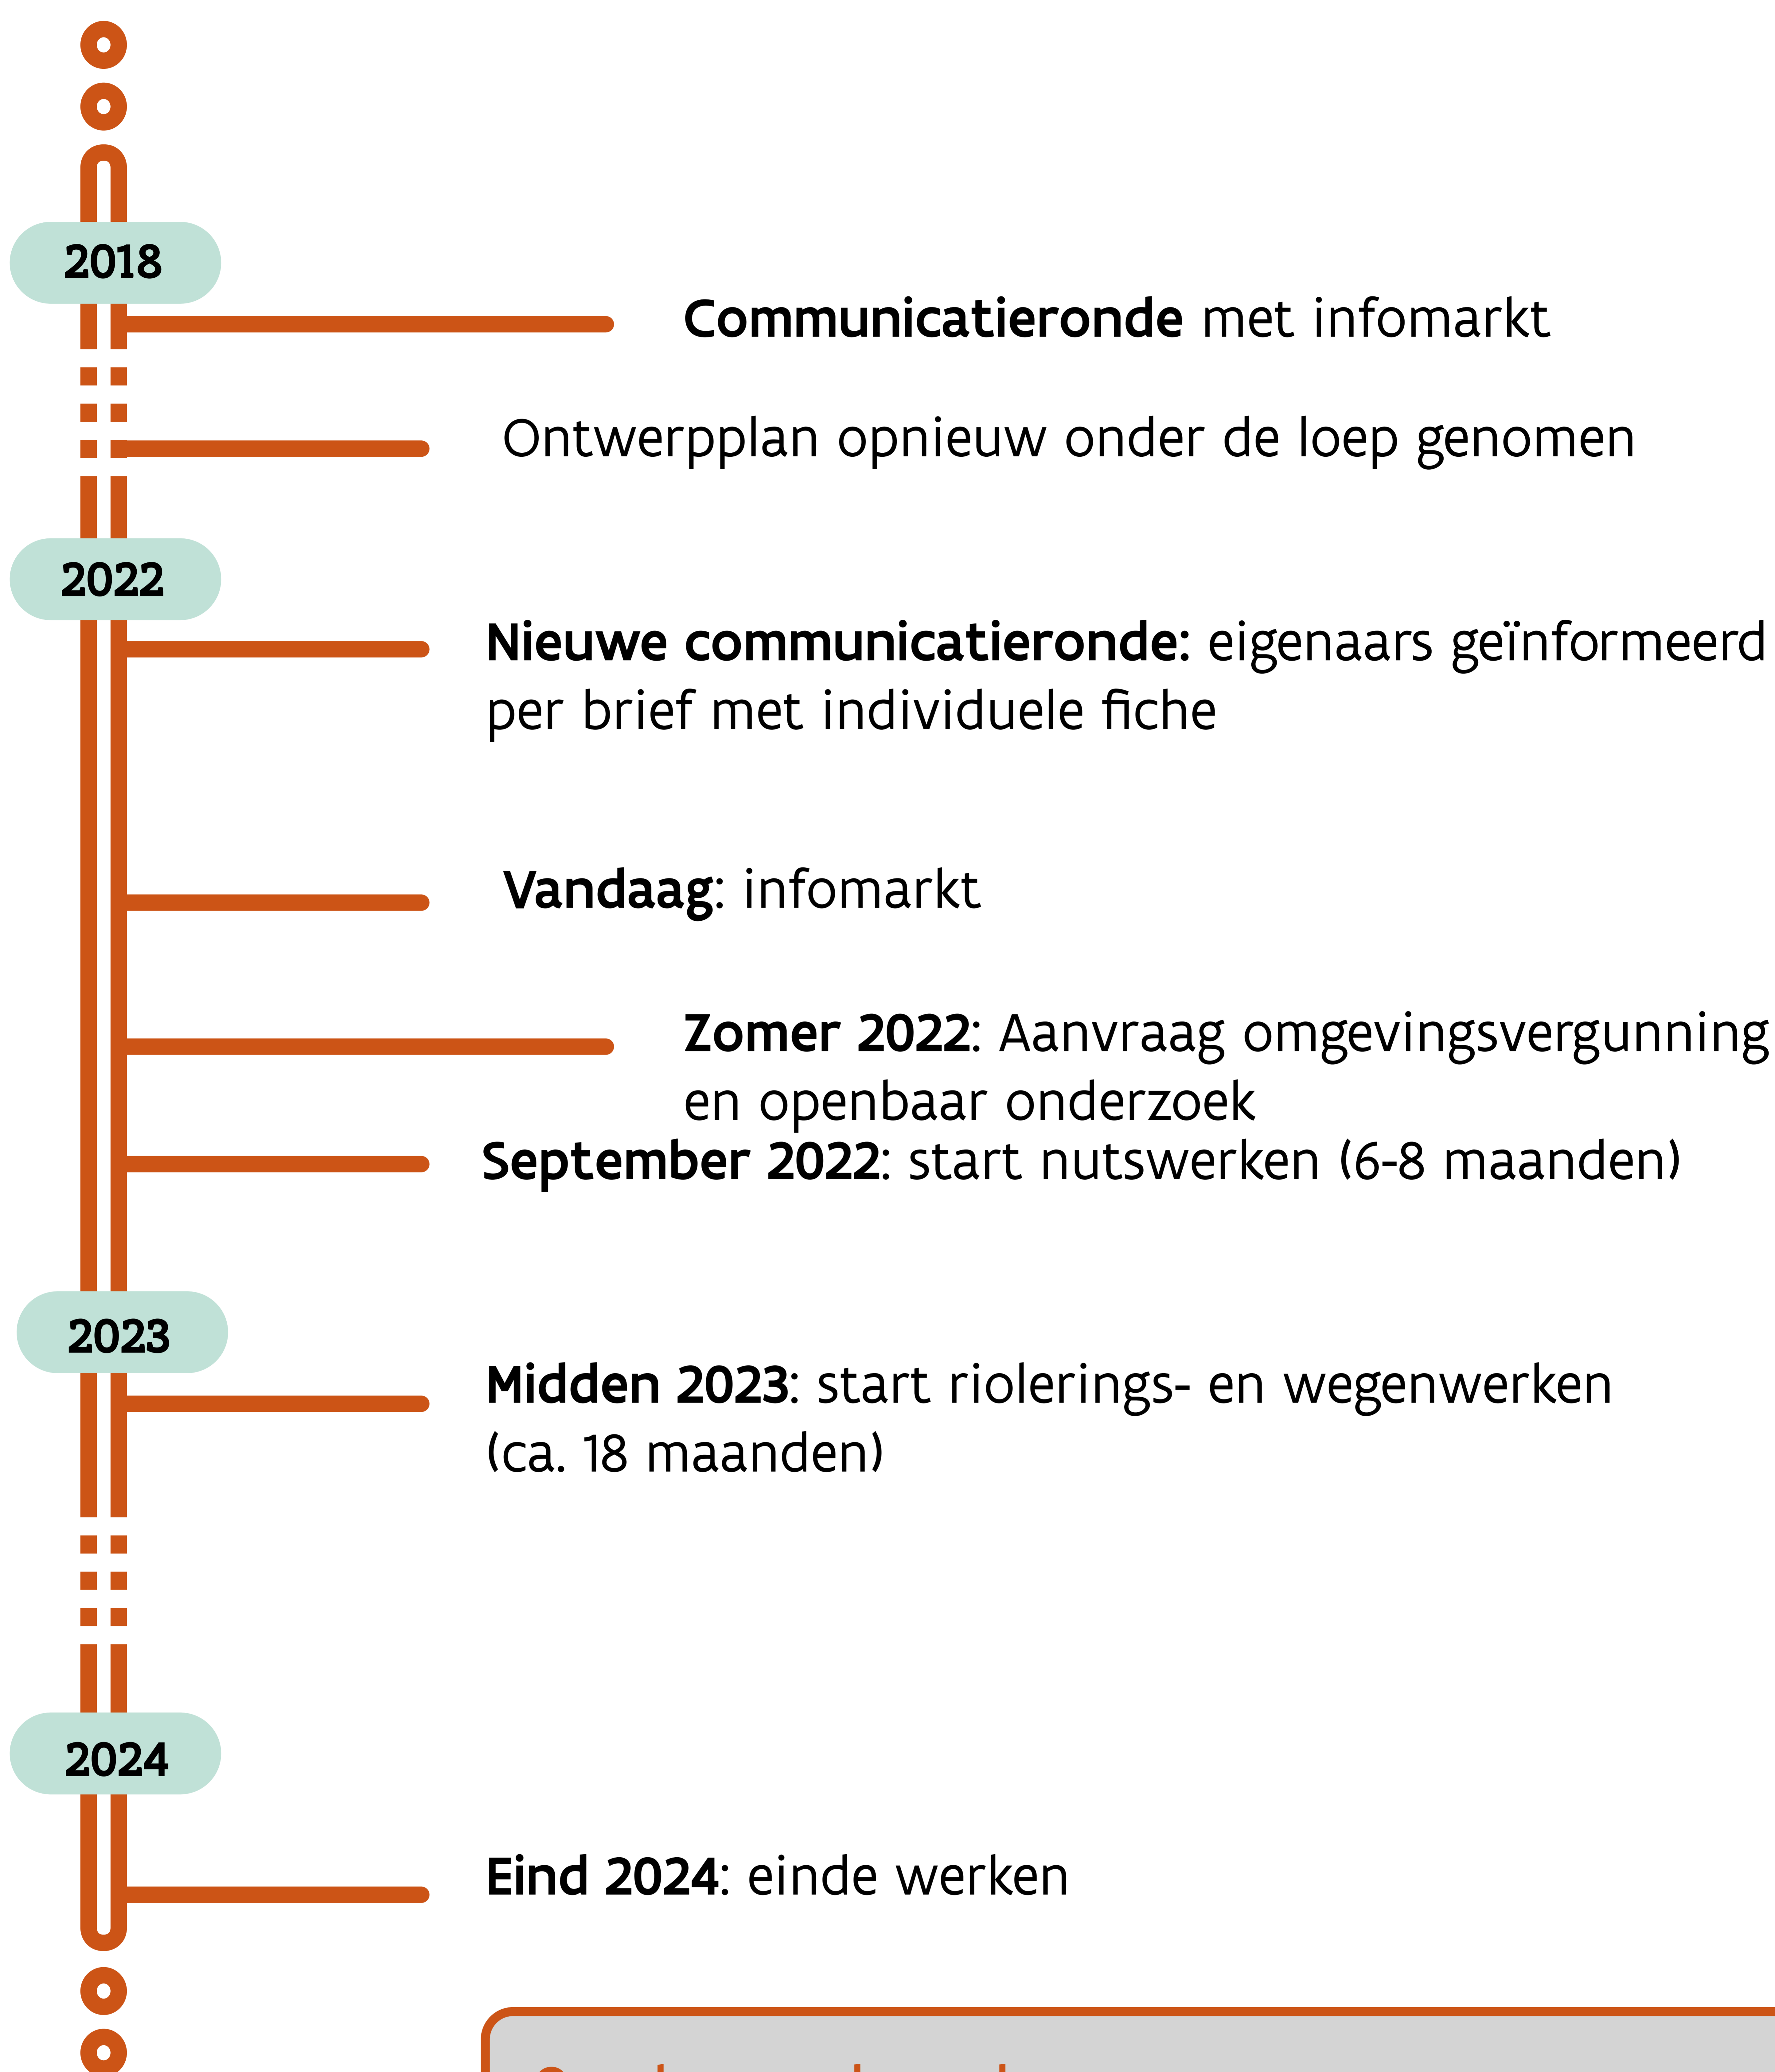 2018
Communicatieronde met infomarkt
Ontwerpplan opnieuw onder de loep genomen
2022
Nieuwe communicatieronde: eigenaars geïnformeerd
per brief met individuele fiche
Vandaag: infomarkt
Zomer 2022: Aanvraag omgevingsvergunning
en openbaar onderzoek
September 2022: start nutswerken (6-8 maanden)
2023
Midden 2023: start riolerings- en wegenwerken
(ca. 18 maanden)
2024
Eind 2024: einde werken